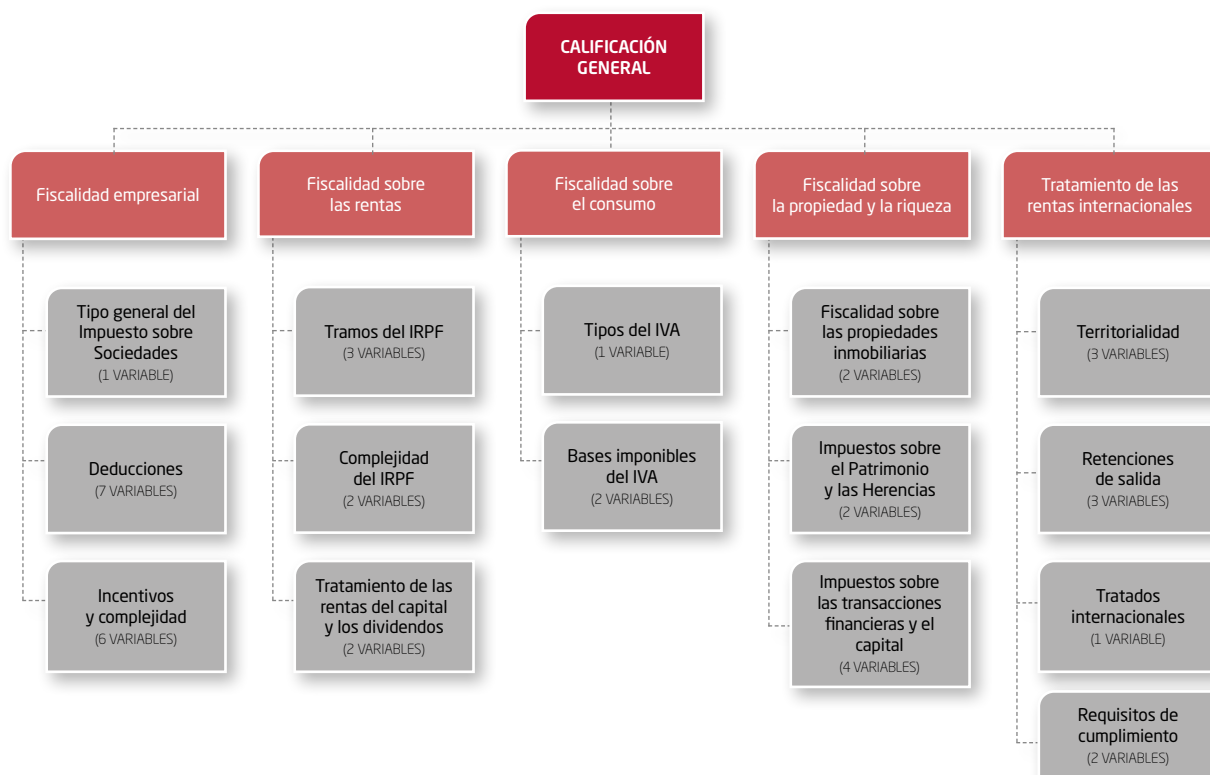 CALIFICACIÓN
GENERAL
Fiscalidad empresarial
Tipo general del
Impuesto sobre
Sociedades
(1 VARIABLE)
Deducciones
(7 VARIABLES)
Incentivos
y complejidad
(6 VARIABLES)
Fiscalidad sobre
las rentas
Tramos del IRPF
(3 VARIABLES)
Complejidad
del IRPF
(2 VARIABLES)
Tratamiento de las
rentas del capital
y los dividendos
(2 VARIABLES)
Fiscalidad sobre
el consumo
Tipos del IVA
(1 VARIABLE)
Bases imponibles
del IVA
(2 VARIABLES)
Fiscalidad sobre
la propiedad y la riqueza
Fiscalidad sobre
las propiedades
inmobiliarias
(2 VARIABLES)
Impuestos sobre
el Patrimonio
y las Herencias
(2 VARIABLES)
Impuestos sobre
las transacciones
financieras y el
capital
(4 VARIABLES)
Tratamiento de las
rentas internacionales
Territorialidad
(3 VARIABLES)
Retenciones
de salida
(3 VARIABLES)
Tratados
internacionales
(1 VARIABLE)
Requisitos de
cumplimiento
(2 VARIABLES)